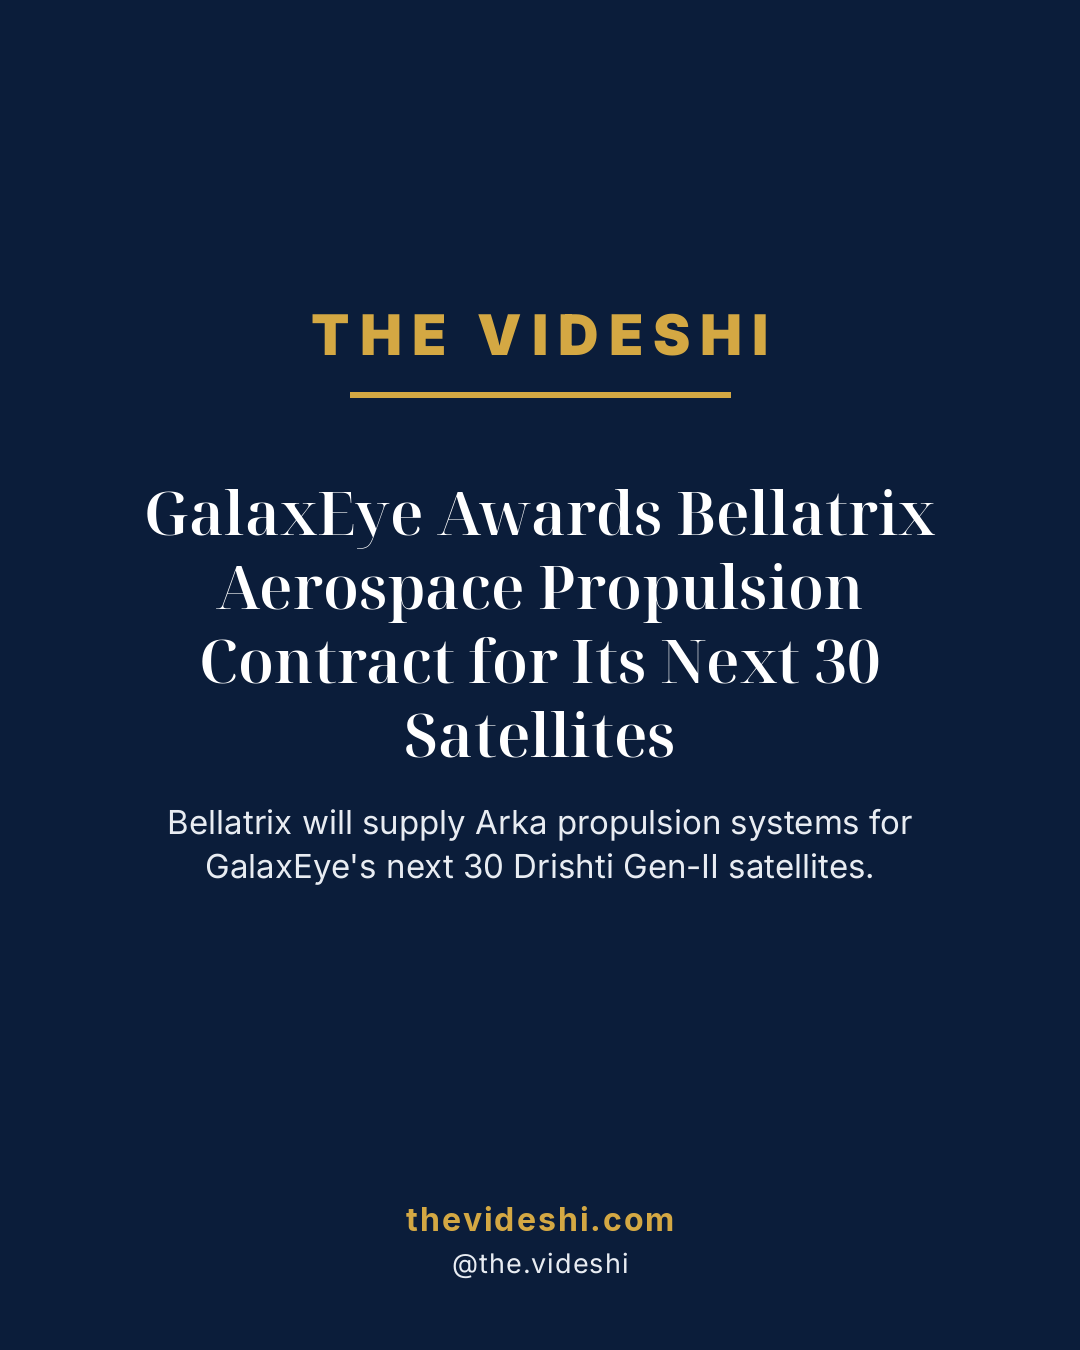 THE VIDESHI
GalaxEye Awards Bellatrix
Aerospace Propulsion
Contract for Its Next 30
Satellites
Bellatrix will supply Arka propulsion systems for
GalaxEye's next 30 Drishti Gen-II satellites.
thevideshi.com
@the.videshi